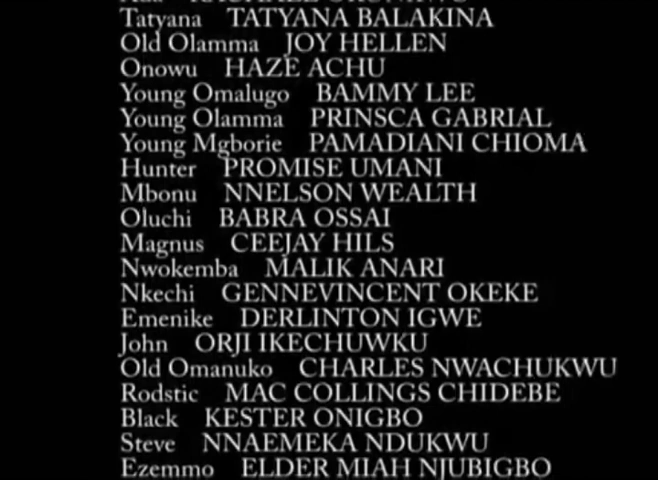 Tatyana TATYANA BALAKINA
Old Olamma JOY HELLEN
Onowu HAZE ACHU
Young Omalugo BAMMY LEE
Young Olamma PRINSCA GABRIAL
Young Mgborie PAMADIANI CHIOMA
Hunter PROMISE UMANI
Mbonu NNELSON WEALTH
Oluchi BABRA OSSAI
Magnus CEEJAY HILS
Nwokemba MALIK ANARI
Nkechi GENNEVINCENT OKEKE
Emenike DERLINTON IGWE
John ORJI IKECHUWKU
Old Omanuko CHARLES NWACHUKWU
Rodstic MAC COLLINGS CHIDEBE
Black KESTER ONIGBO
Steve NNAEMEKA NDUKWU
Ezemmo ELDER MIAH NJUBIGBO